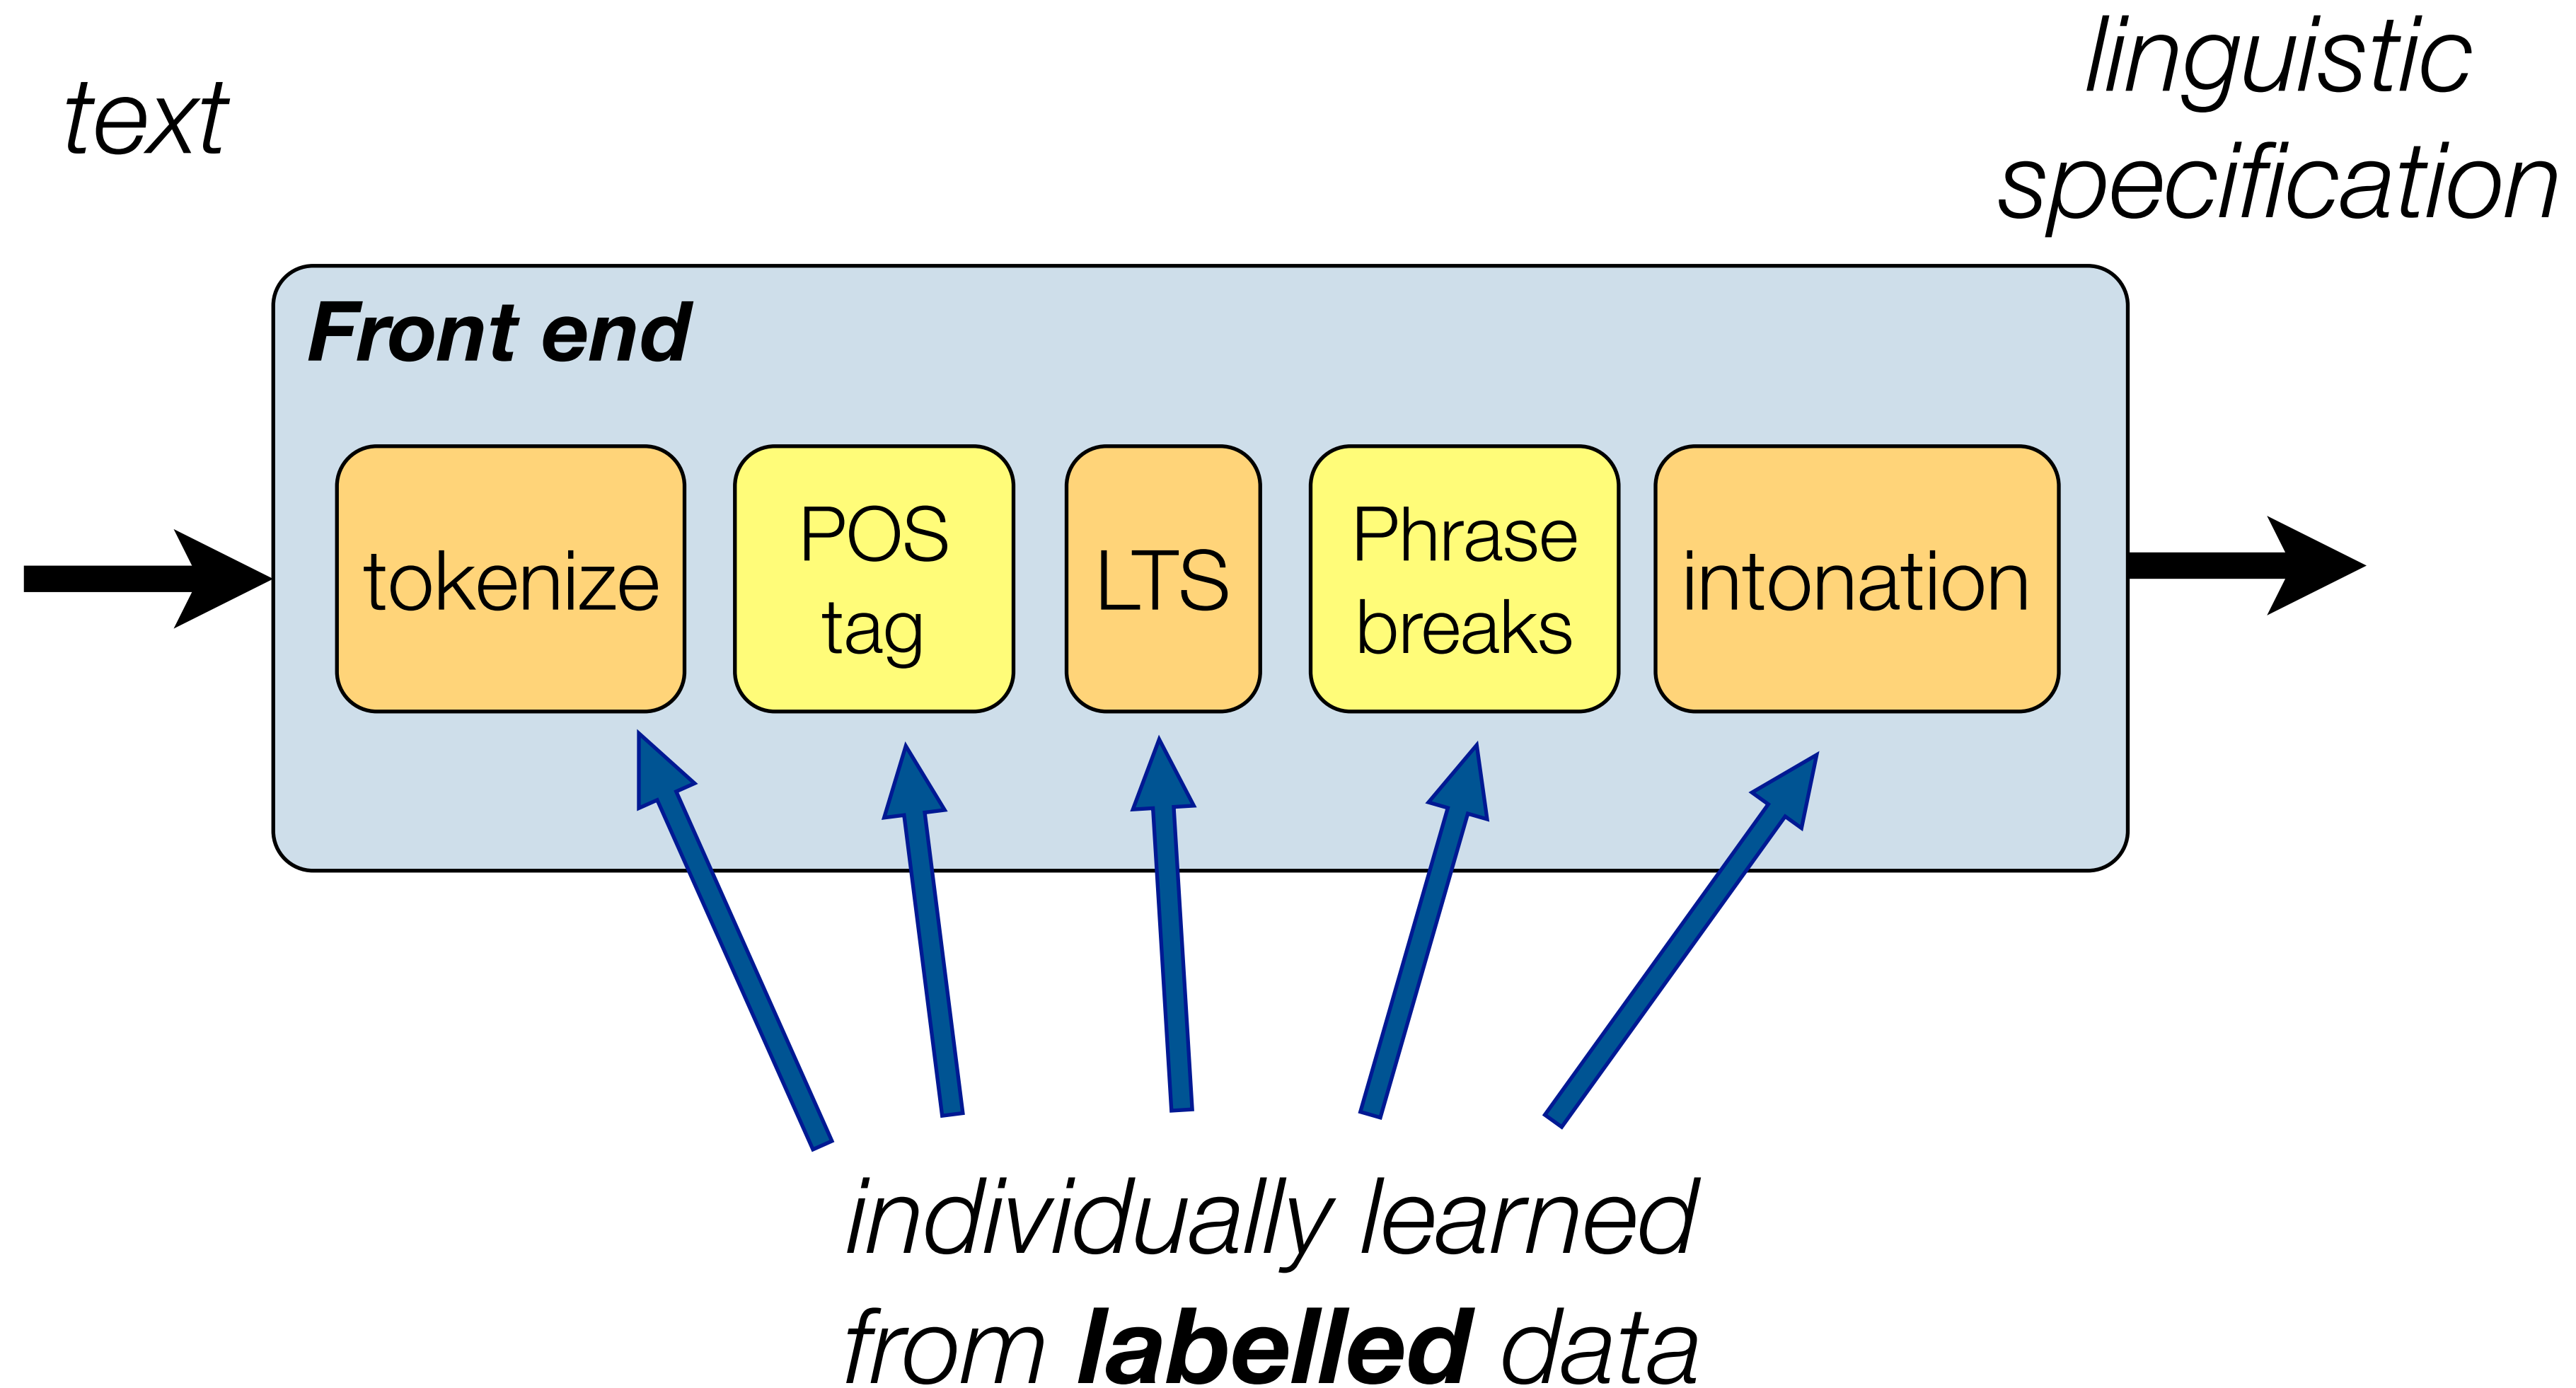 text
linguistic
specification
Front end
tokenize
POS
tag
LTS
Phrase
breaks
intonation
individually learned
from labelled data